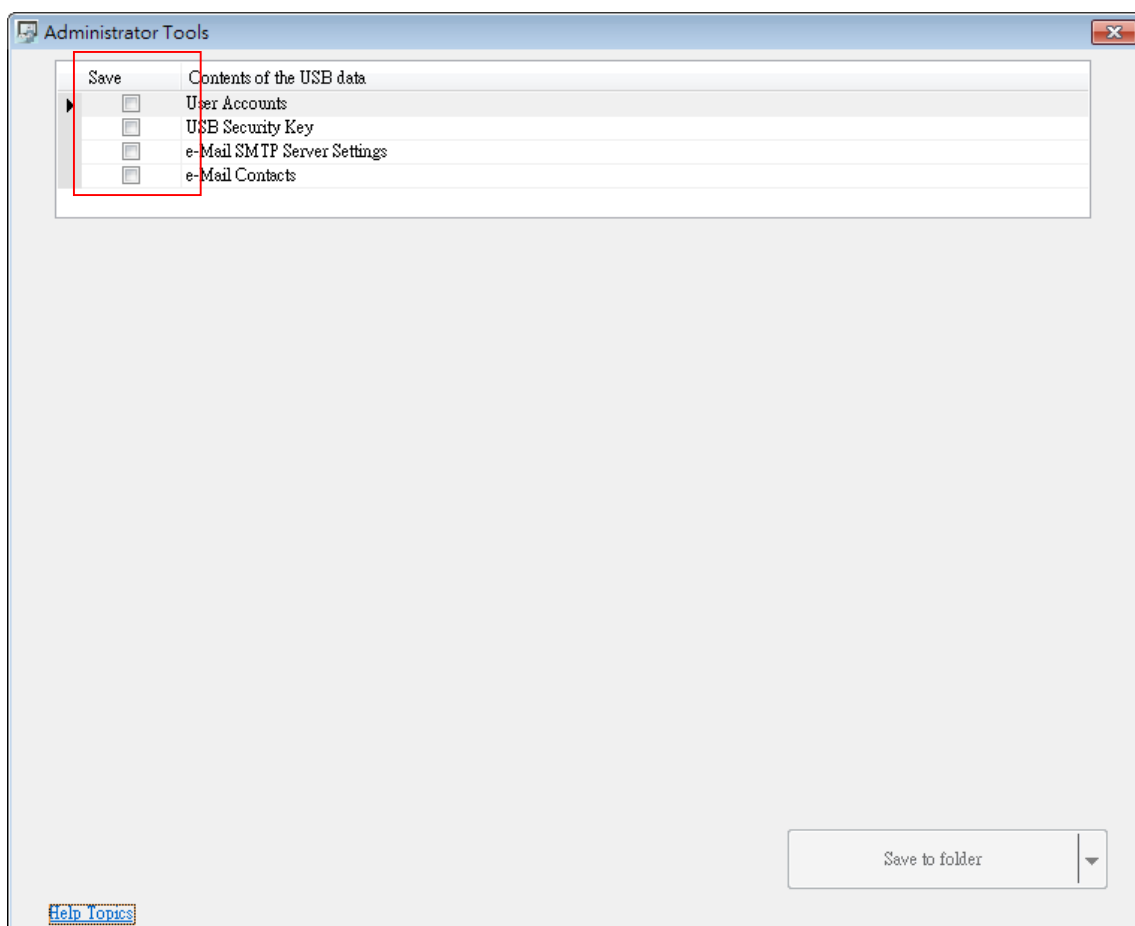 Administrator Tools
Save Contents of the USB data
User Accounts
USB Security Key
e-Mail SMTP Server Settings
e-Mail Contacts
Save to folder
Help Topics